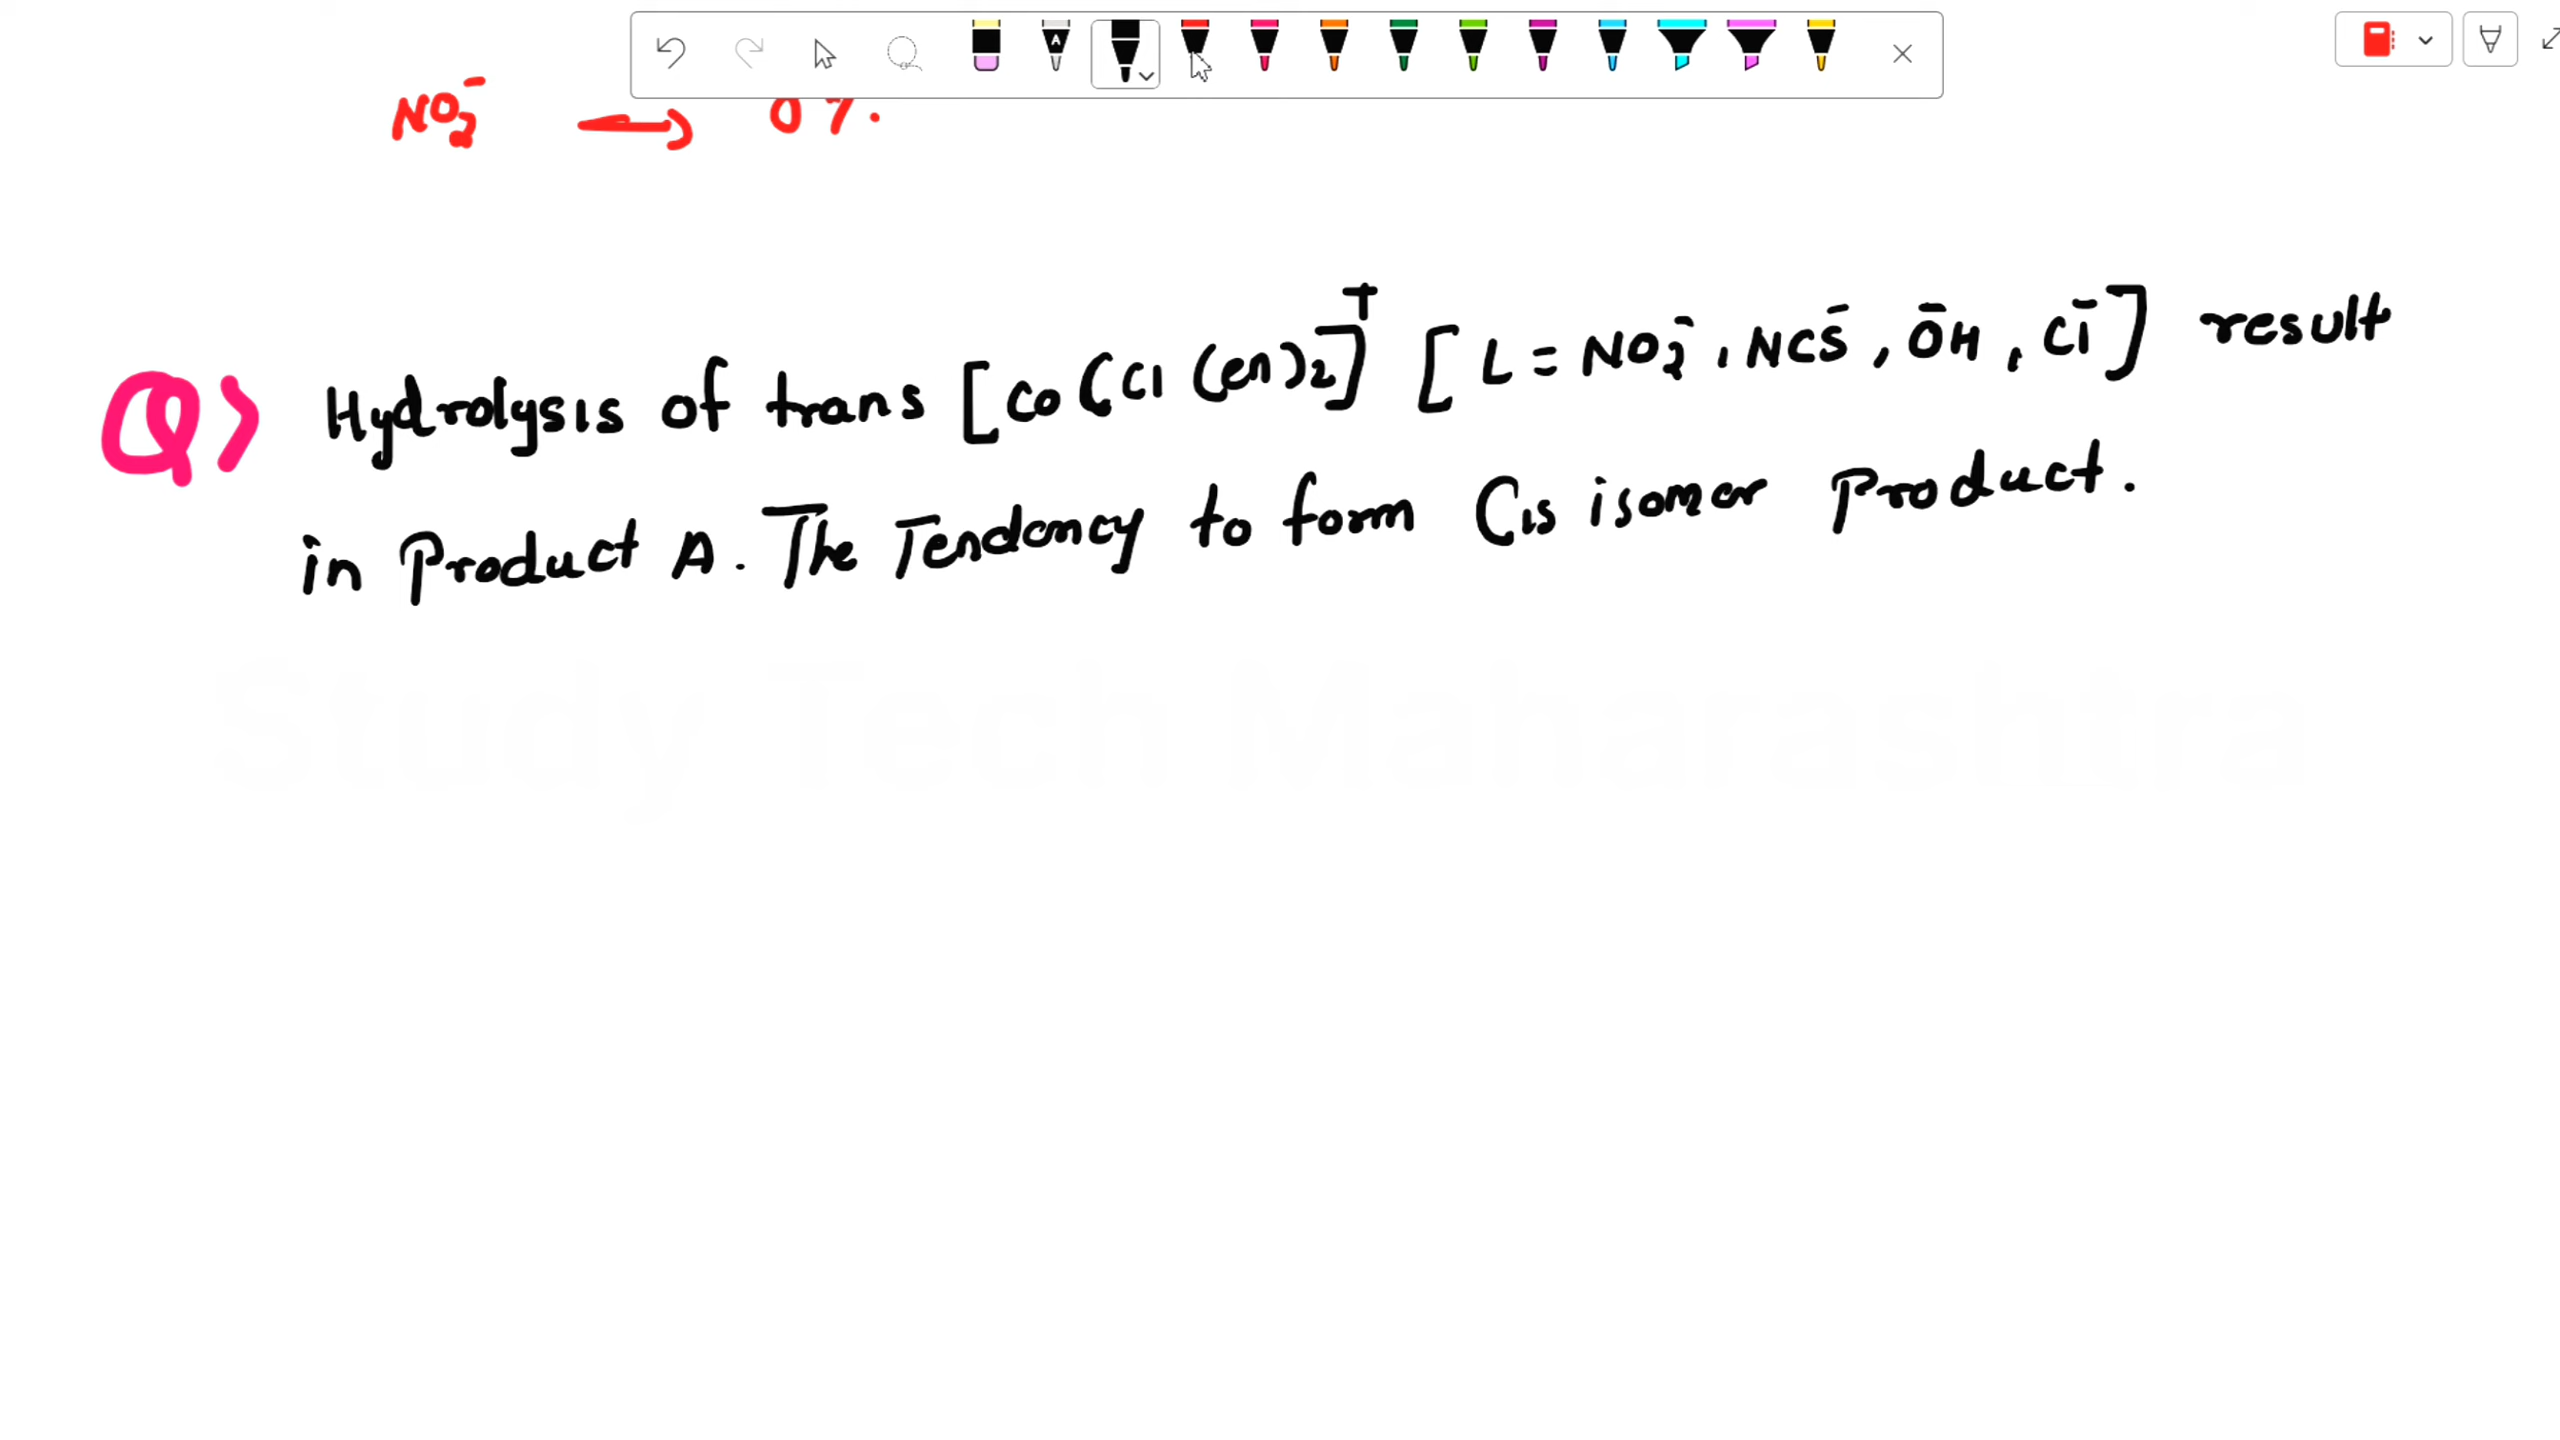 NO₂⁻ → 0%.
Q) Hydrolysis of trans [Co(Cl(en)₂]⁺ [L = NO₂⁻, NCS⁻, ŌH, Cl⁻] result
in Product A. The Tendency to form Cis isomer Product.
Study Tech Maharashtra